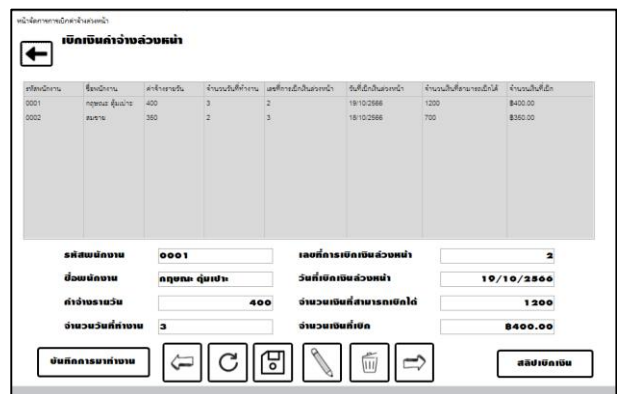 หน้าจัดการการเบิกค่าจ้างล่วงหน้า
เบิกเงินค่าจ้างล่วงหน้า
รหัสพนักงาน ชื่อพนักงาน ค่าจ้างรายวัน จำนวนวันที่ทำงาน เลขที่การเบิกเงินล่วงหน้า วันที่เบิกเงินล่วงหน้า จำนวนเงินที่สามารถเบิกได้ จำนวนเงินที่เบิก
0001 กฤษณะ ตุ้มเปาะ 400 3 2 19/10/2566 1200 ฿400.00
0002 สมชาย 350 2 3 18/10/2566 700 ฿350.00
รหัสพนักงาน 0001 เลขที่การเบิกเงินล่วงหน้า 2
ชื่อพนักงาน กฤษณะ ตุ้มเปาะ วันที่เบิกเงินล่วงหน้า 19/10/2566
ค่าจ้างรายวัน 400 จำนวนเงินที่สามารถเบิกได้ 1200
จำนวนวันที่ทำงาน 3 จำนวนเงินที่เบิก ฿400.00
บันทึกการมาทำงาน สลิปเบิกเงิน